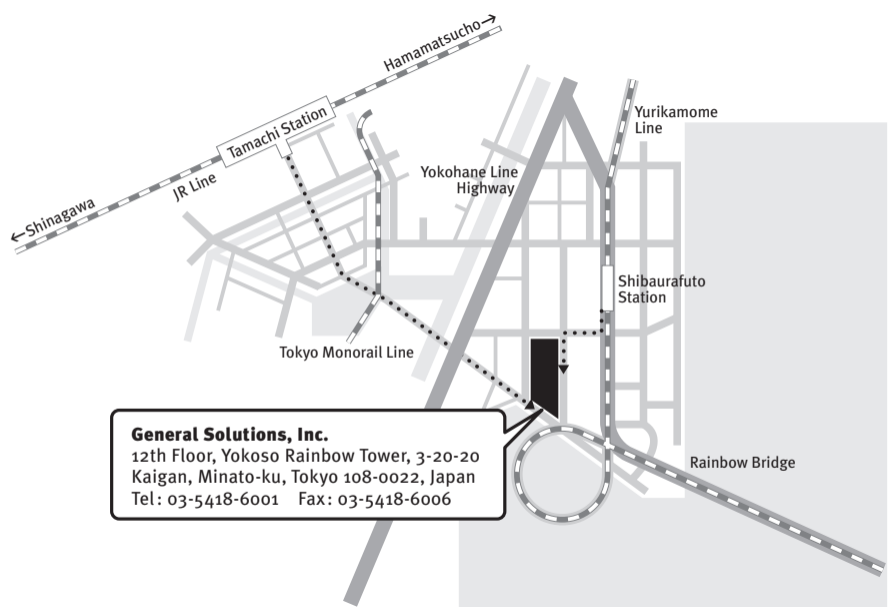 Hamamatsucho→
Tamachi Station
JR Line
←Shinagawa
Yurikamome
Line
Yokohane Line
Highway
Shibaurafuto
Station
Tokyo Monorail Line
General Solutions, Inc.
12th Floor, Yokoso Rainbow Tower, 3-20-20
Kaigan, Minato-ku, Tokyo 108-0022, Japan
Tel: 03-5418-6001 Fax: 03-5418-6006
Rainbow Bridge